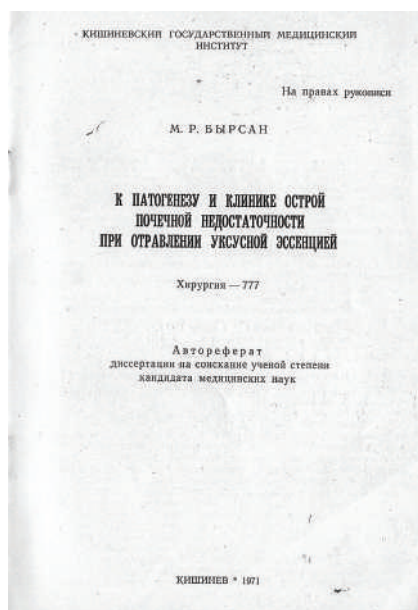 КИШИНЕВСКИЙ ГОСУДАРСТВЕННЫЙ МЕДИЦИНСКИЙ
ИНСТИТУТ
На правах рукописи
М. Р. БЫРСАН
К ПАТОГЕНЕЗУ И КЛИНИКЕ ОСТРОЙ
ПОЧЕЧНОЙ НЕДОСТАТОЧНОСТИ
ПРИ ОТРАВЛЕНИИ УКСУСНОЙ ЭССЕНЦИЕЙ
Хирургия — 777
Автореферат
диссертации на соискание ученой степени
кандидата медицинских наук
КИШИНЕВ * 1971